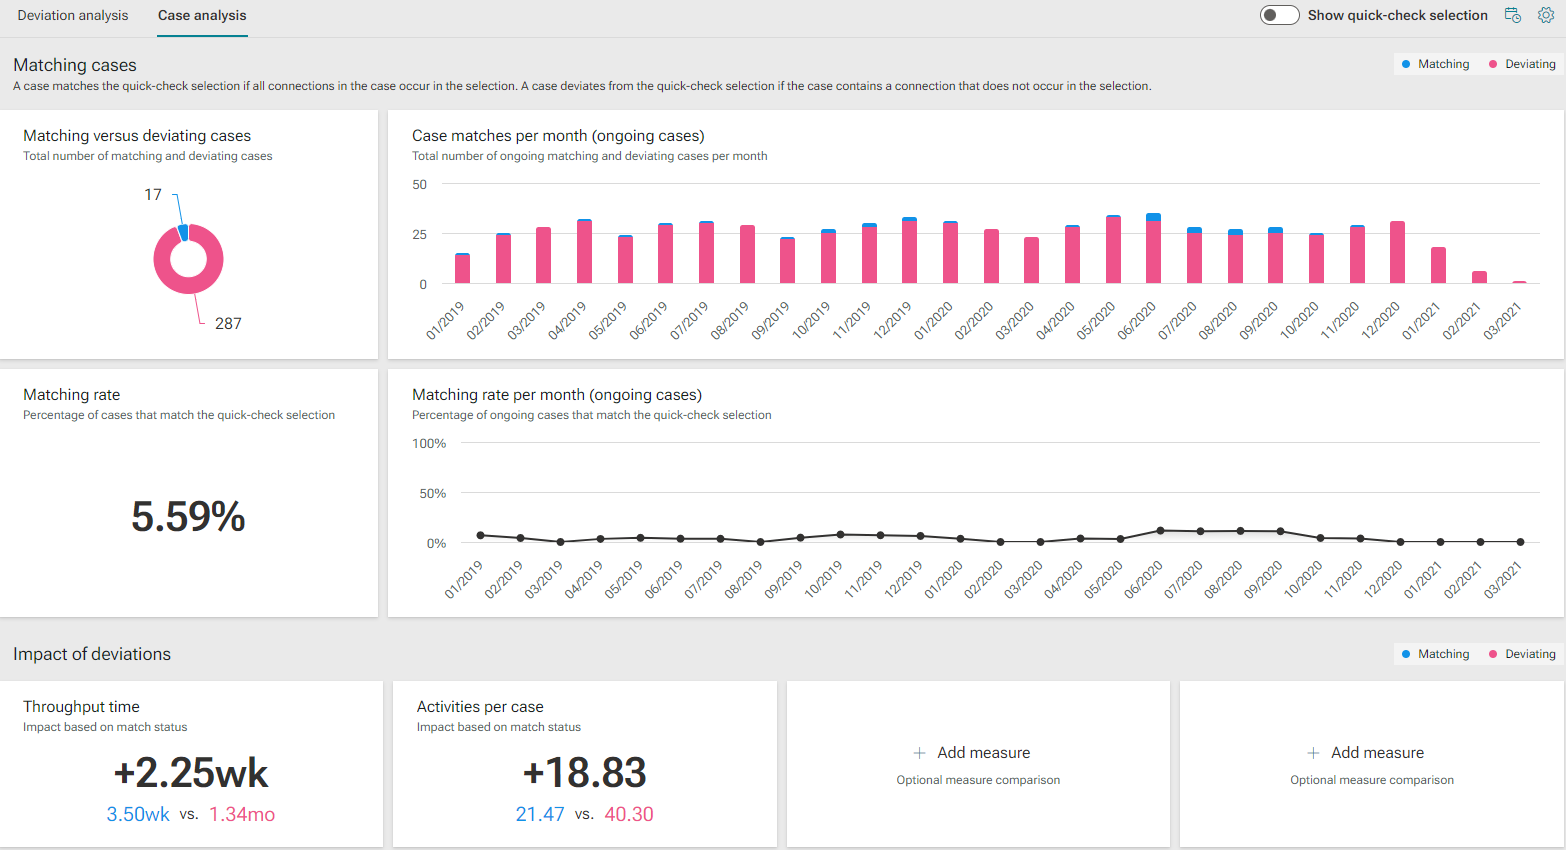 Deviation analysis
Case analysis
Show quick-check selection
Matching cases
Matching
Deviating
A case matches the quick-check selection if all connections in the case occur in the selection. A case deviates from the quick-check selection if the case contains a connection that does not occur in the selection.
Matching versus deviating cases
Total number of matching and deviating cases
17
287
Case matches per month (ongoing cases)
Total number of ongoing matching and deviating cases per month
50
25
0
01/2019
02/2019
03/2019
04/2019
05/2019
06/2019
07/2019
08/2019
09/2019
10/2019
11/2019
12/2019
01/2020
02/2020
03/2020
04/2020
05/2020
06/2020
07/2020
08/2020
09/2020
10/2020
11/2020
12/2020
01/2021
02/2021
03/2021
Matching rate
Percentage of cases that match the quick-check selection
5.59%
Matching rate per month (ongoing cases)
Percentage of ongoing cases that match the quick-check selection
100%
50%
0%
01/2019
02/2019
03/2019
04/2019
05/2019
06/2019
07/2019
08/2019
09/2019
10/2019
11/2019
12/2019
01/2020
02/2020
03/2020
04/2020
05/2020
06/2020
07/2020
08/2020
09/2020
10/2020
11/2020
12/2020
01/2021
02/2021
03/2021
Impact of deviations
Matching
Deviating
Throughput time
Impact based on match status
+2.25wk
3.50wk vs. 1.34mo
Activities per case
Impact based on match status
+18.83
21.47 vs. 40.30
Add measure
Optional measure comparison
Add measure
Optional measure comparison